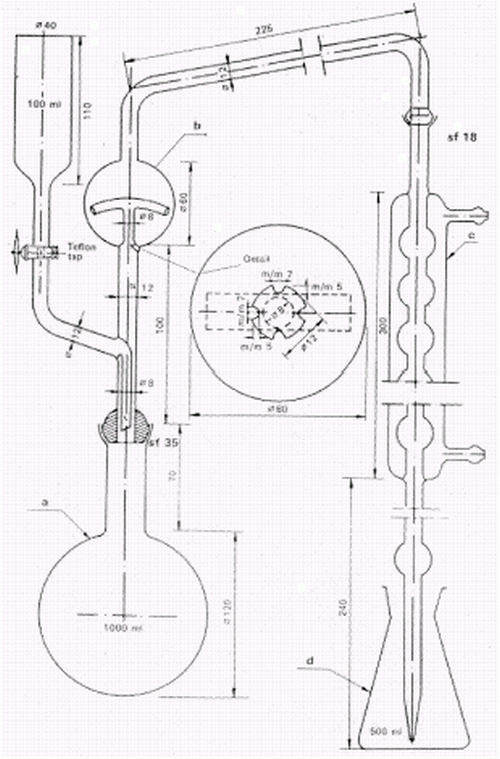 ø 40
225
100 ml
110
ø 12
b
sf 18
ø 60
ø 8
c
Teflon
tap
Detail
m/m 7
m/m 5
ø 12
m/m 7
ø 8
100
300
ø 12
ø 12
m/m 5
ø 8
ø 60
sf 35
70
a
240
ø 120
1000 ml
d
500 ml